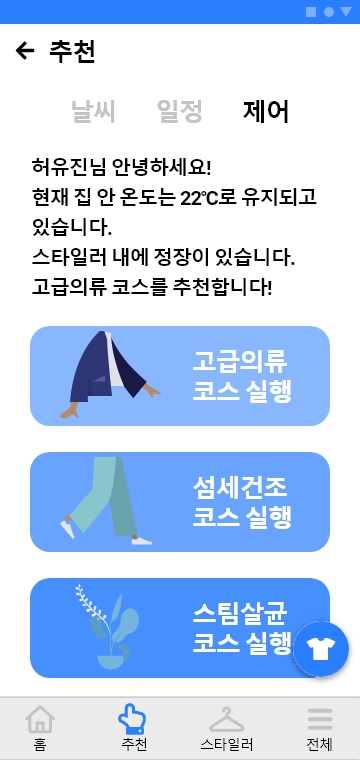 추천
날씨 일정 제어
허유진님 안녕하세요!
현재 집 안 온도는 22℃로 유지되고
있습니다.
스타일러 내에 정장이 있습니다.
고급의류 코스를 추천합니다!
고급의류
코스 실행
섬세건조
코스 실행
스팀살균
코스 실행
홈 추천 스타일러 전체